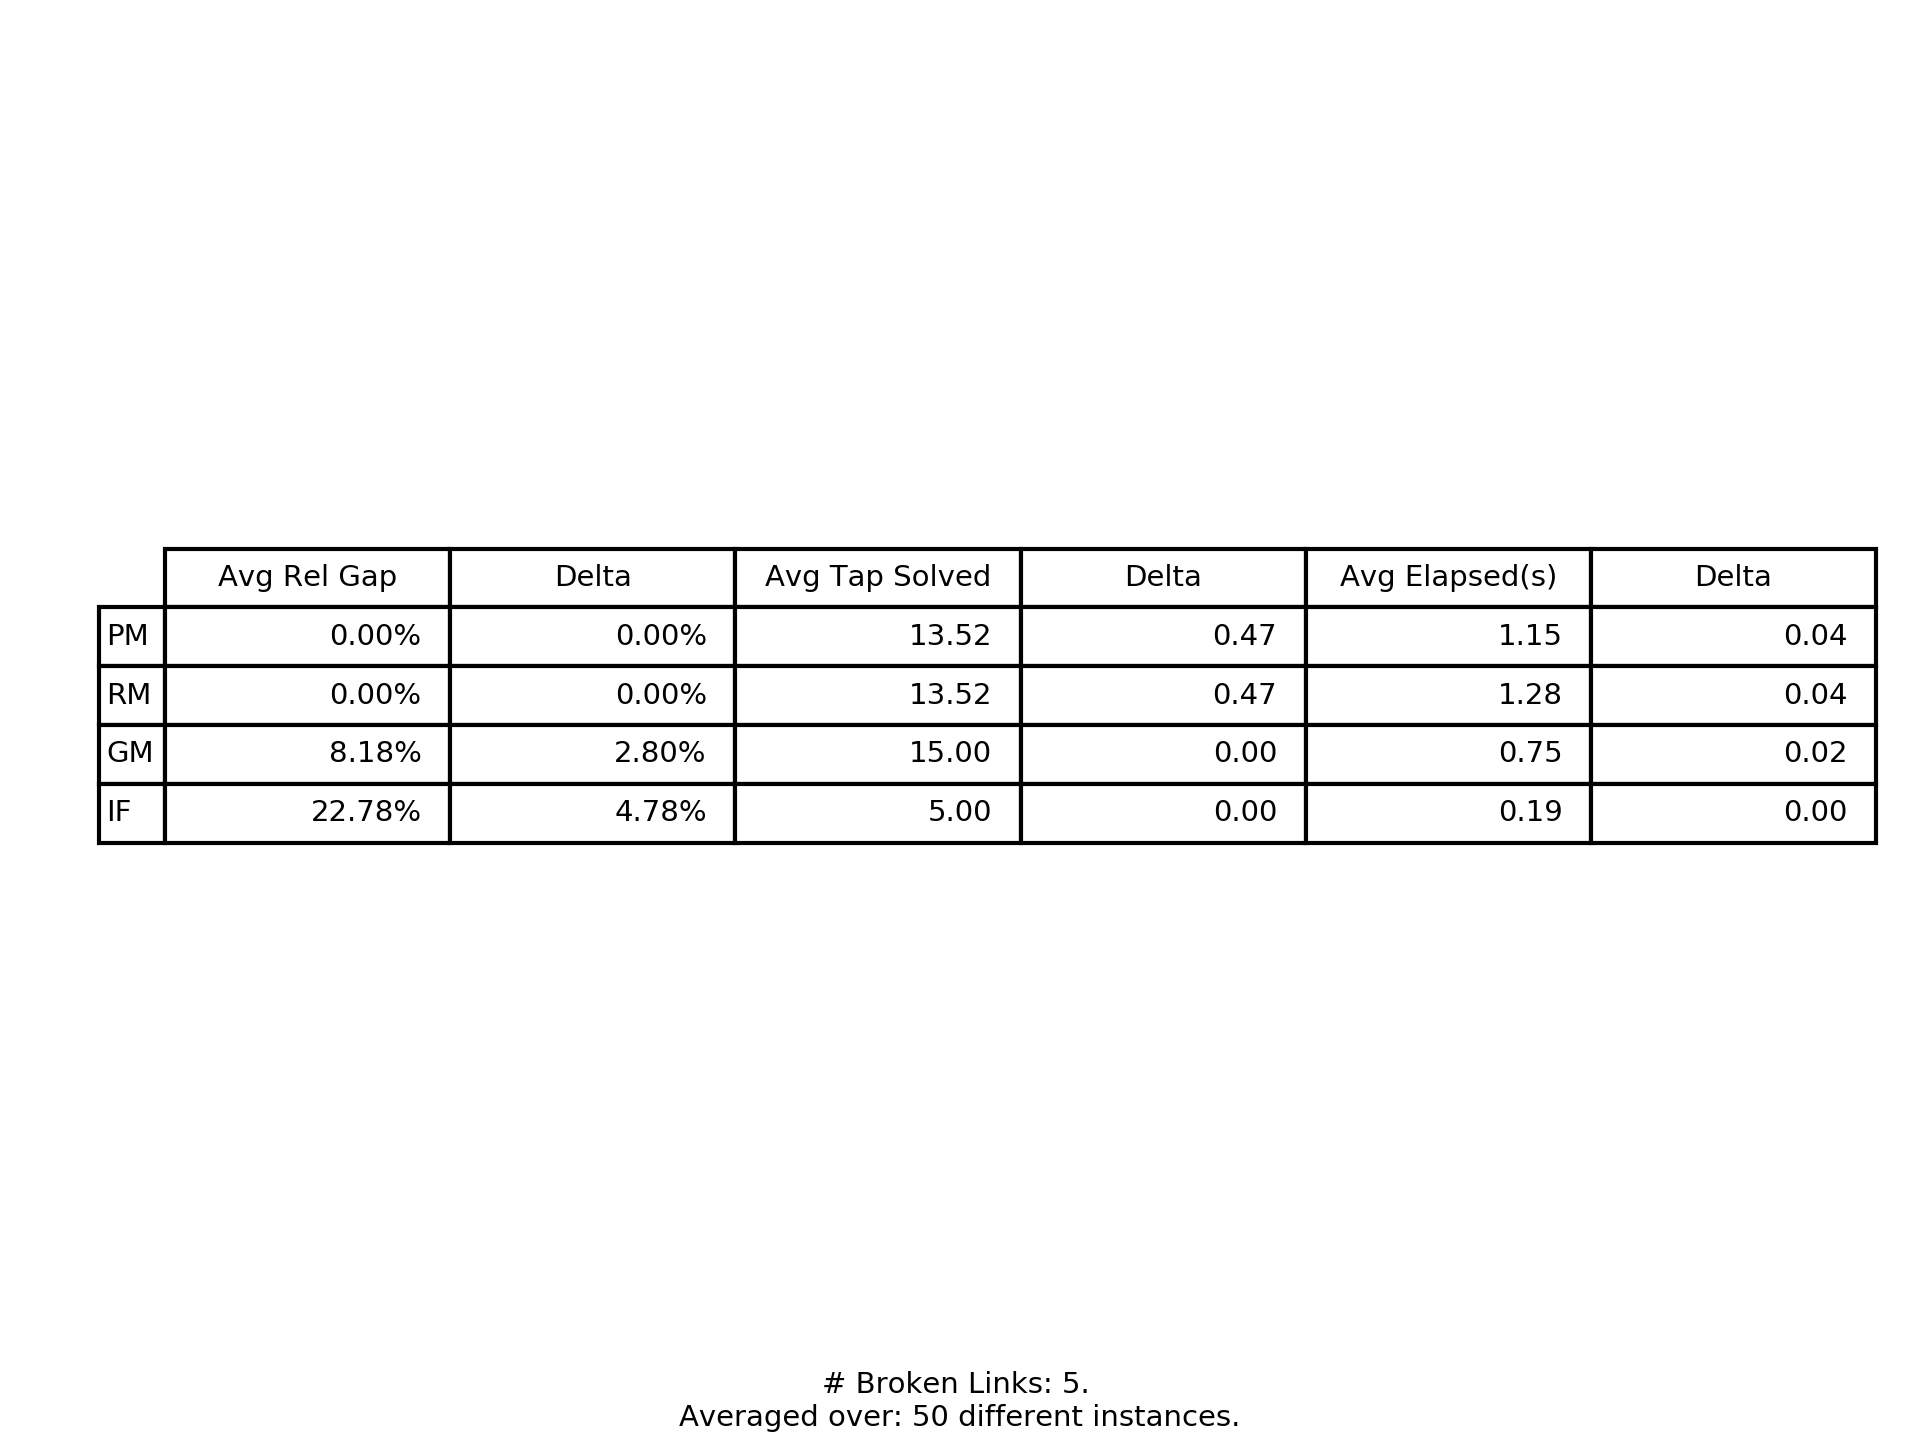 Avg Rel Gap Delta Avg Tap Solved Delta Avg Elapsed(s) Delta
PM 0.00% 0.00% 13.52 0.47 1.15 0.04
RM 0.00% 0.00% 13.52 0.47 1.28 0.04
GM 8.18% 2.80% 15.00 0.00 0.75 0.02
IF 22.78% 4.78% 5.00 0.00 0.19 0.00
# Broken Links: 5.
Averaged over: 50 different instances.